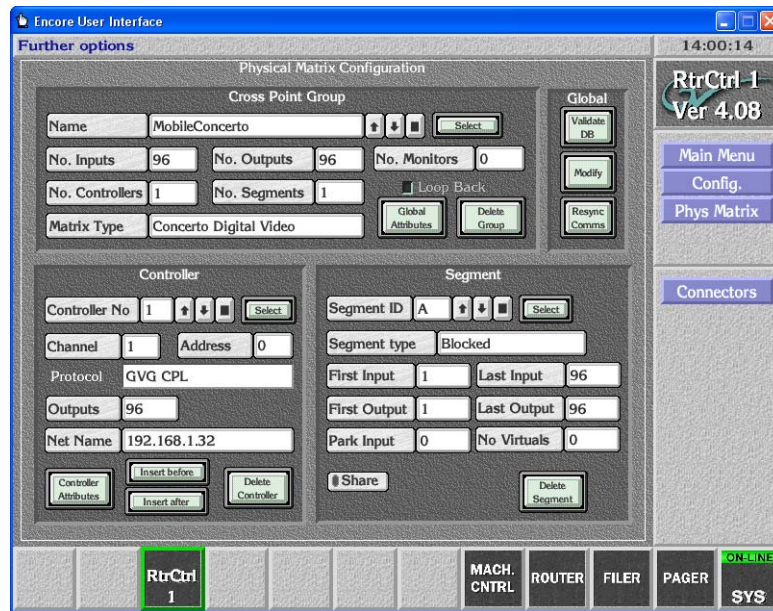 Encore User Interface
Further options
14:00:14
Physical Matrix Configuration
Cross Point Group
Name MobileConcerto Select
No. Inputs 96 No. Outputs 96 No. Monitors 0
No. Controllers 1 No. Segments 1 Loop Back
Matrix Type Concerto Digital Video Global Attributes Delete Group
Global
Validate DB
Modify
Resync Comms
RtrCtrl 1
Ver 4.08
Main Menu
Config.
Phys Matrix
Connectors
Controller
Controller No 1 Select
Channel 1 Address 0
Protocol GVG CPL
Outputs 96
Net Name 192.168.1.32
Controller Attributes Insert before Insert after Delete Controller
Segment
Segment ID A Select
Segment type Blocked
First Input 1 Last Input 96
First Output 1 Last Output 96
Park Input 0 No Virtuals 0
Share Delete Segment
RtrCtrl 1
MACH. CNTRL
ROUTER
FILER
PAGER
ON-LINE
SYS